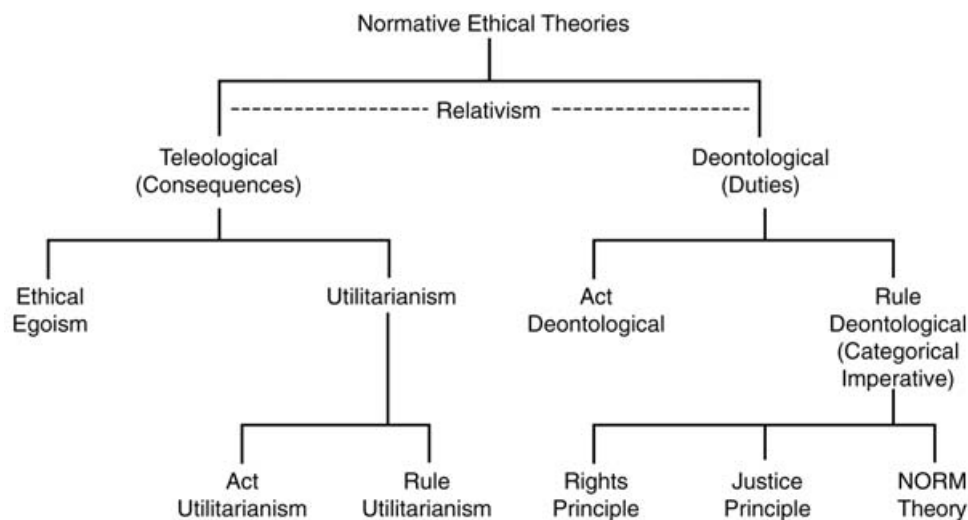 Normative Ethical Theories
Relativism
Teleological
(Consequences)
Deontological
(Duties)
Ethical
Egoism
Utilitarianism
Act
Deontological
Rule
Deontological
(Categorical
Imperative)
Act
Utilitarianism
Rule
Utilitarianism
Rights
Principle
Justice
Principle
NORM
Theory